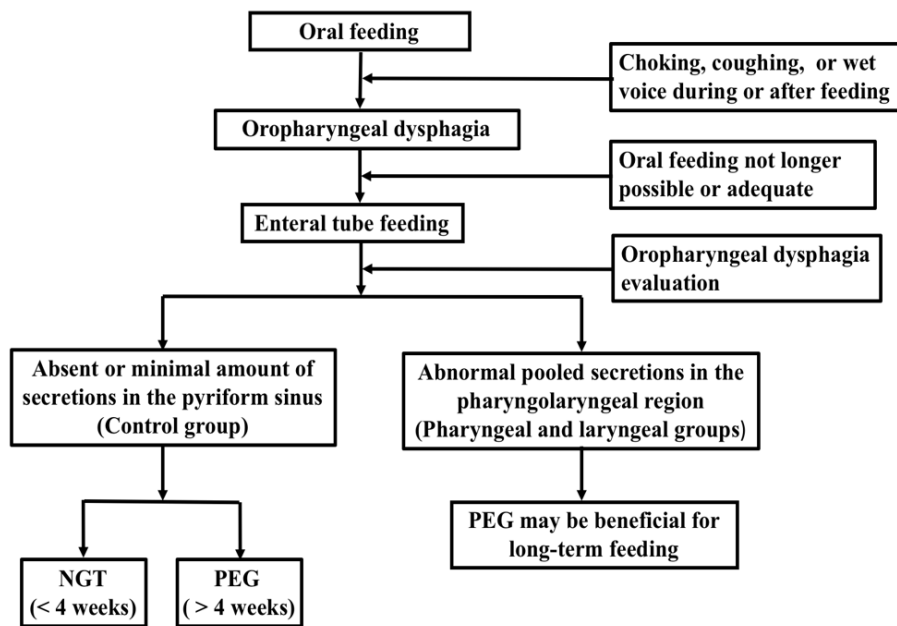 Oral feeding
Choking, coughing, or wet
voice during or after feeding
Oropharyngeal dysphagia
Oral feeding not longer
possible or adequate
Enteral tube feeding
Oropharyngeal dysphagia
evaluation
Absent or minimal amount of
secretions in the pyriform sinus
(Control group)
Abnormal pooled secretions in the
pharyngolaryngeal region
(Pharyngeal and laryngeal groups)
NGT
(< 4 weeks)
PEG
( > 4 weeks)
PEG may be beneficial for
long-term feeding